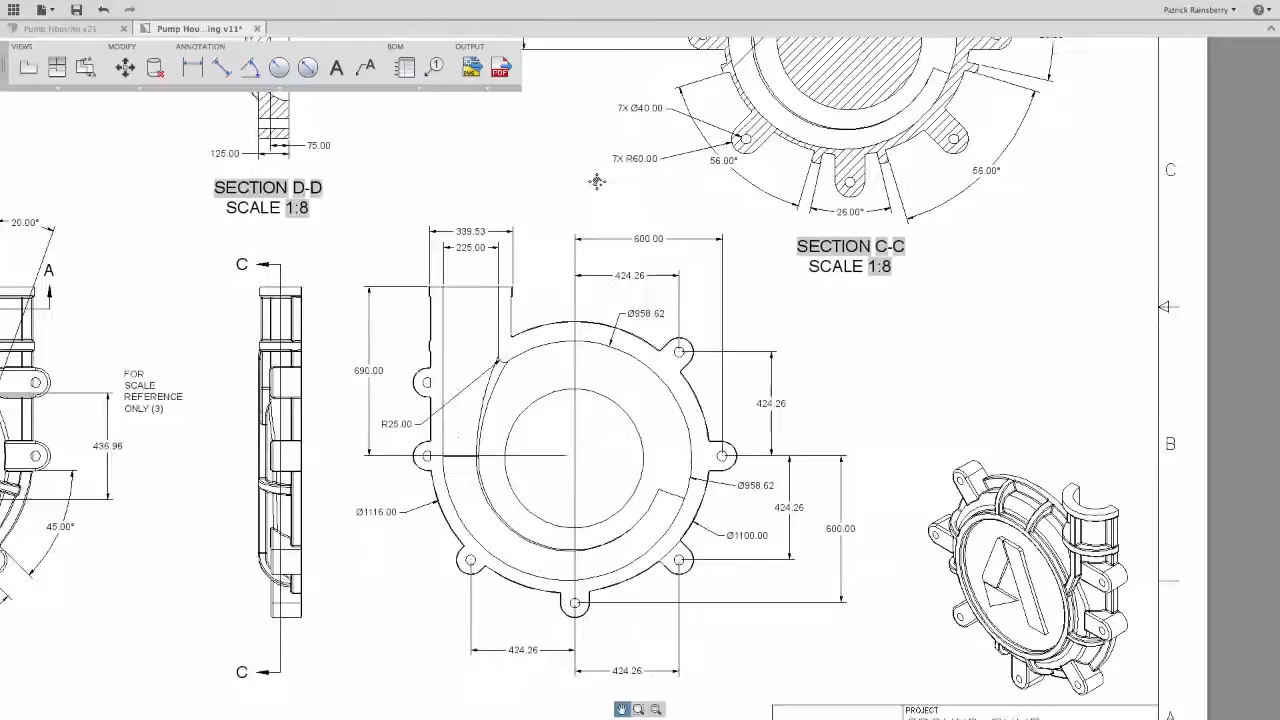 Patrick Rainsberry
Pump Housing v21
Pump Hou...ing v11*
VIEWS
MODIFY
ANNOTATION
BOM
OUTPUT
A
A
1
DWG
PDF
7X Ø40.00
7X R60.00
56.00°
56.00°
26.00°
C
125.00
75.00
SECTION D-D
SCALE 1:8
SECTION C-C
SCALE 1:8
20.00°
A
C
339.53
225.00
600.00
424.26
Ø958.62
690.00
424.26
FOR
SCALE
REFERENCE
ONLY (3)
R25.00
436.96
B
Ø958.62
424.26
Ø1116.00
600.00
45.00°
Ø1100.00
424.26
424.26
C
PROJECT
A